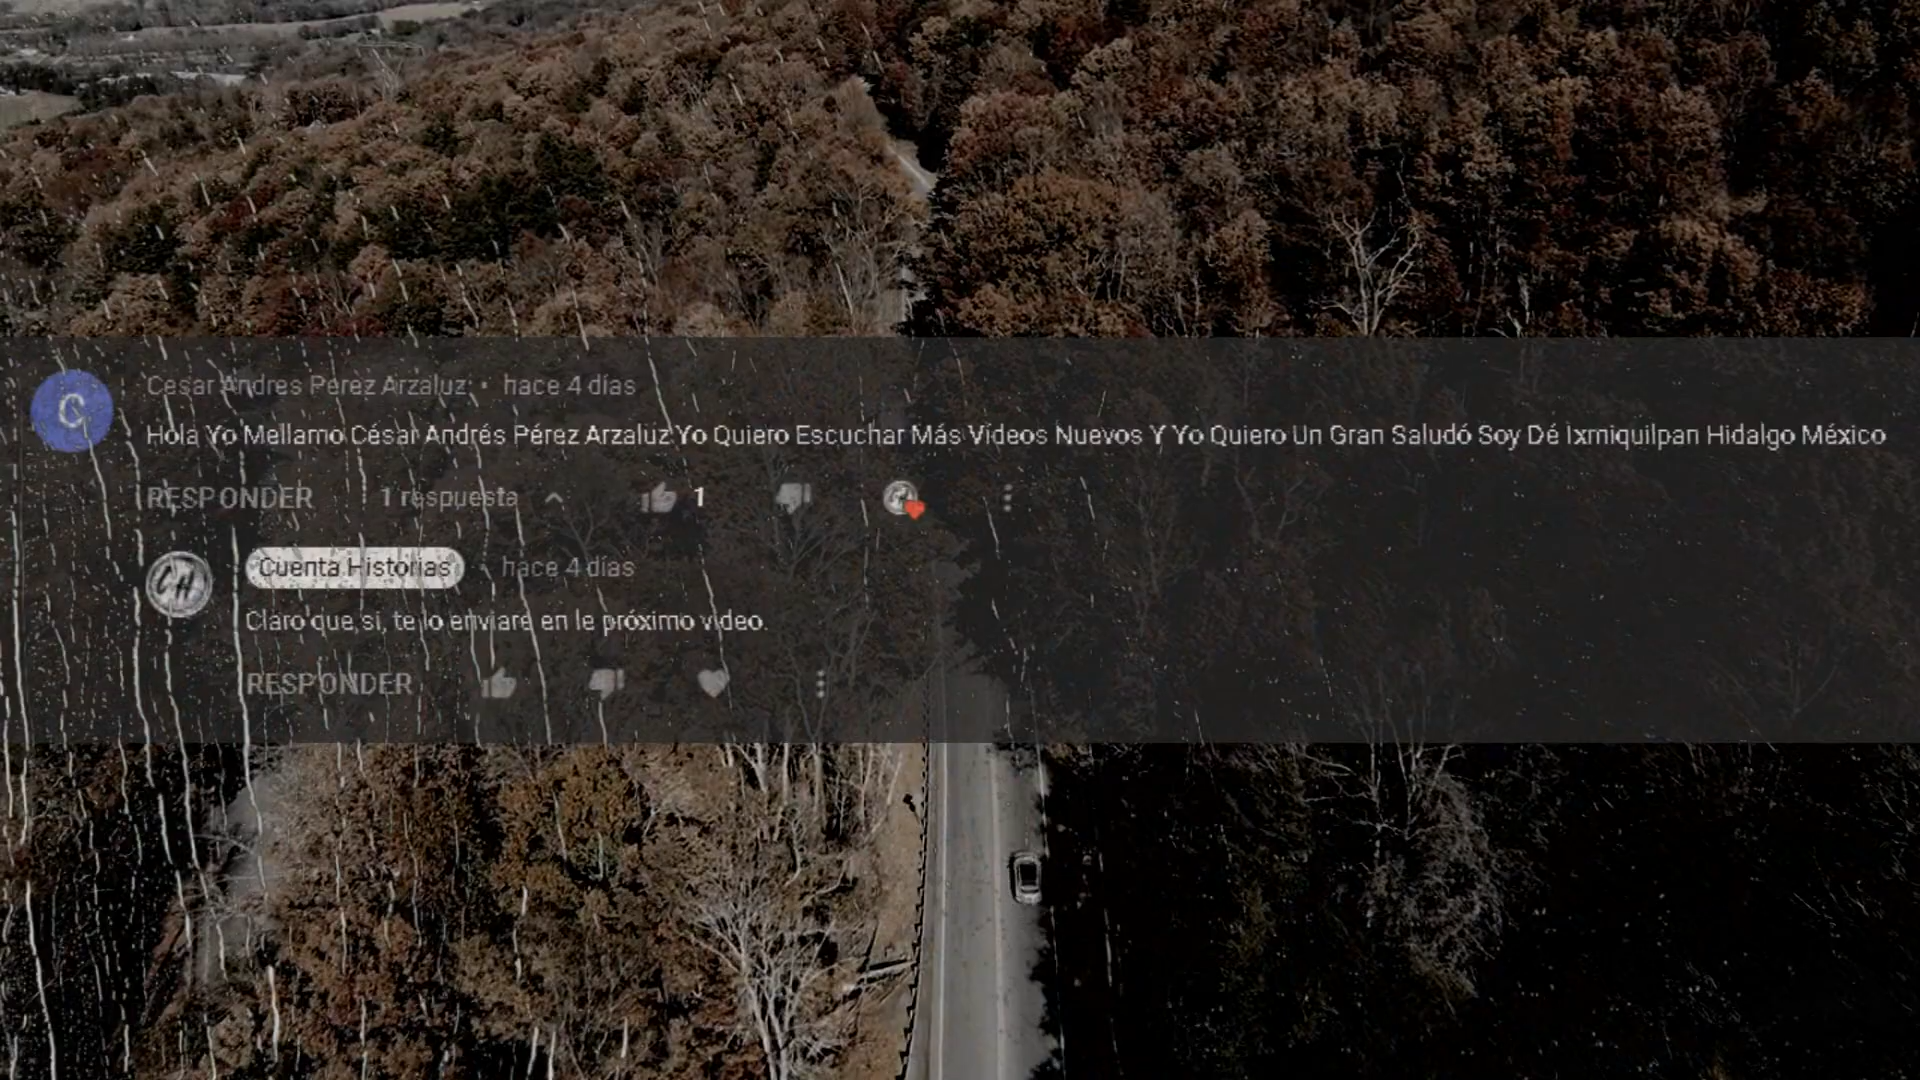 C
Cesar Andres Perez Arzaluz • hace 4 días
Hola Yo Mellamo César Andrés Pérez Arzaluz Yo Quiero Escuchar Más Videos Nuevos Y Yo Quiero Un Gran Saludó Soy Dé Ixmiquilpan Hidalgo México
RESPONDER 1 respuesta 1
CH
Cuenta Historias • hace 4 días
Claro que si, te lo enviare en le próximo video.
RESPONDER